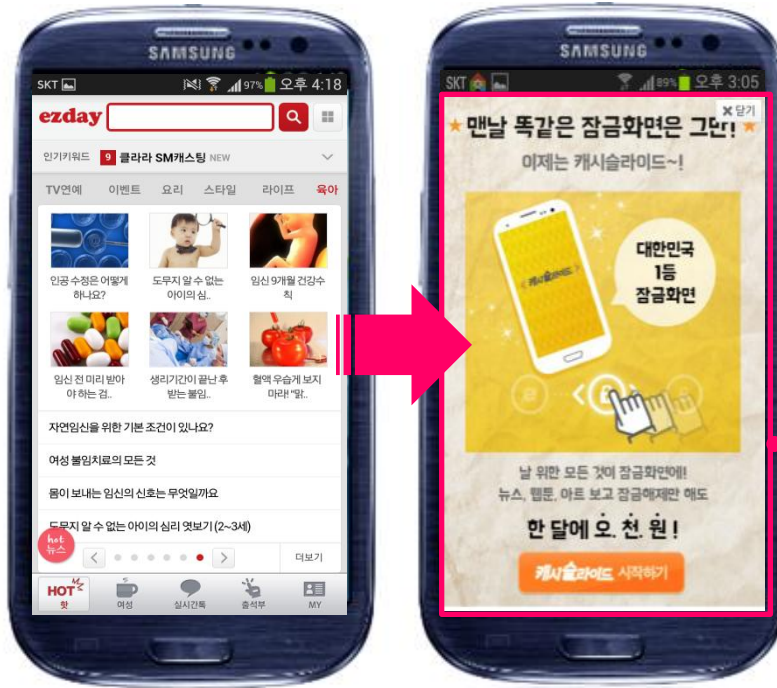 SAMSUNG
SKT 97% 오후 4:18
ezday
인기키워드 9 클라라 SM캐스팅 NEW
TV연예 이벤트 요리 스타일 라이프 육아
인공 수정은 어떻게
하나요?
도무지 알 수 없는
아이의 심..
임신 9개월 건강수
칙
임신 전 미리 받아
야 하는 검..
생리기간이 끝난 후
받는 불임..
혈액 우습게 보지
마라! "맑..
자연임신을 위한 기본 조건이 있나요?
여성 불임치료의 모든 것
몸이 보내는 임신의 신호는 무엇일까요
도무지 알 수 없는 아이의 심리 엿보기 (2~3세)
hot
뉴스
더보기
HOT
핫 여성 실시간톡 출석부 MY
SAMSUNG
SKT 89% 오후 3:05
X 닫기
맨날 똑같은 잠금화면은 그만!
이제는 캐시슬라이드~!
캐시슬라이드
대한민국
1등
잠금화면
날 위한 모든 것이 잠금화면에!
뉴스, 웹툰, 아트 보고 잠금해제만 해도
한 달에 오. 천. 원!
캐시슬라이드 시작하기